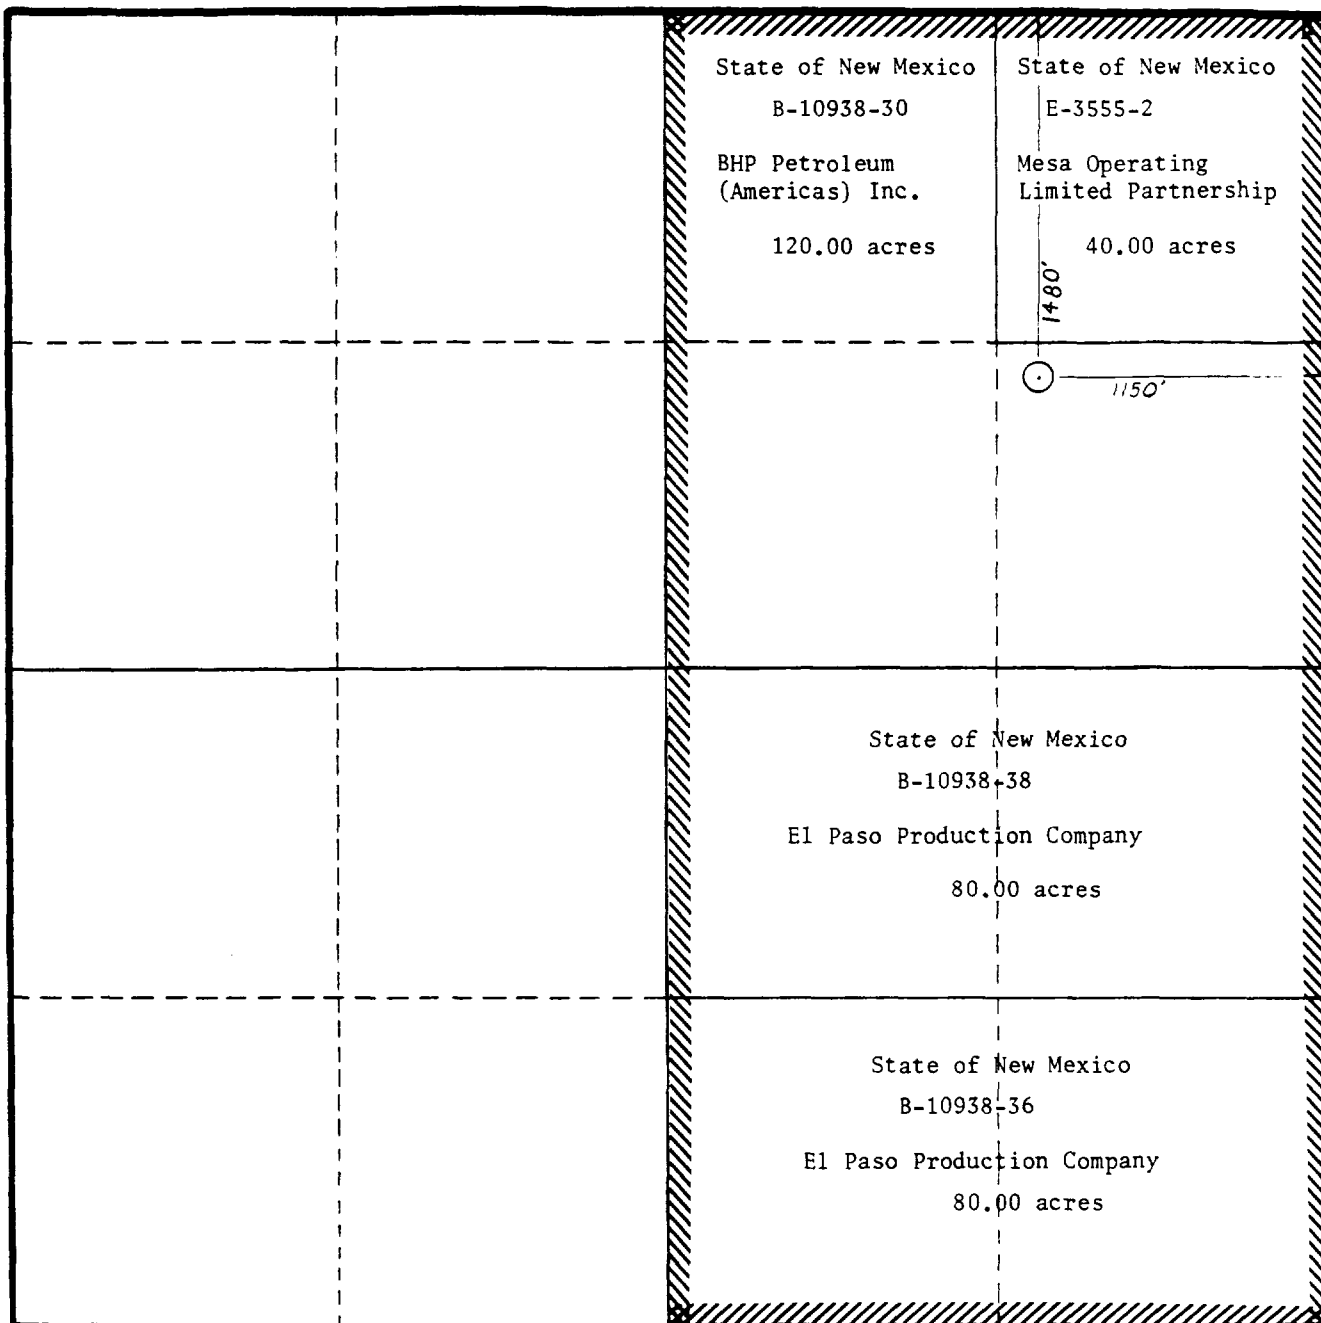 State of New Mexico
B-10938-30
BHP Petroleum
(Americas) Inc.
120.00 acres
State of New Mexico
E-3555-2
Mesa Operating
Limited Partnership
40.00 acres
1480'
1150'
State of New Mexico
B-10938-38
El Paso Production Company
80.00 acres
State of New Mexico
B-10938-36
El Paso Production Company
80.00 acres